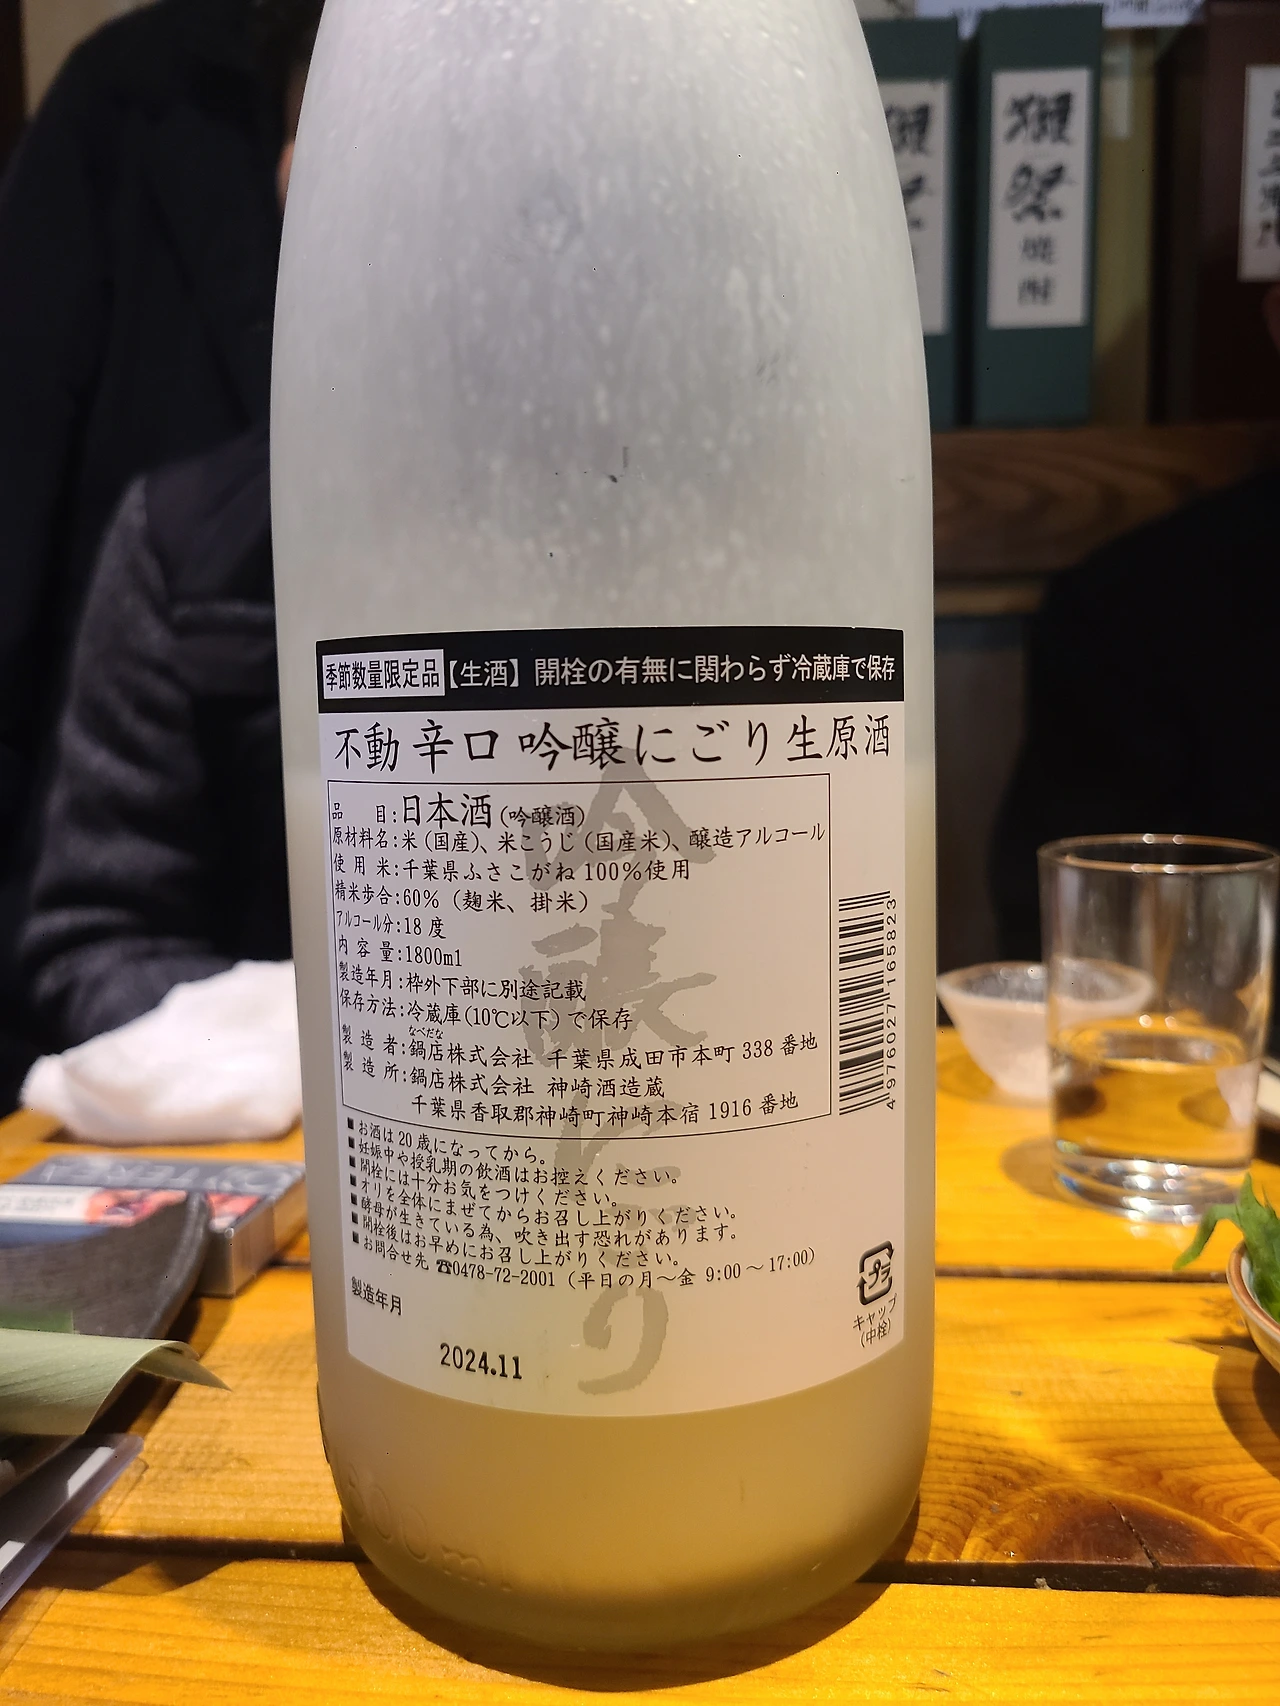 獺祭
焼酎
季節数量限定品【生酒】開栓の有無に関わらず冷蔵庫で保存
不動 辛口 吟醸にごり生原酒
吟醸にごり
品 目:日本酒(吟醸酒)
原材料名:米(国産)、米こうじ(国産米)、醸造アルコール
使用米:千葉県ふさこがね100%使用
精米歩合:60%(麹米、掛米)
アルコール分:18度
内容量:1800ml
製造年月:枠外下部に別途記載
保存方法:冷蔵庫(10℃以下)で保存
なべだな
製造者:鍋店株式会社 千葉県成田市本町338番地
製造所:鍋店株式会社 神崎酒造蔵
千葉県香取郡神崎町神崎本宿1916番地
4976027165823
■お酒は20歳になってから。
■妊娠中や授乳期の飲酒はお控えください。
■開栓には十分お気をつけください。
■オリを全体にまぜてからお召し上がりください。
■酵母が生きている為、吹き出す恐れがあります。
■開栓後はお早めにお召し上がりください。
■お問合せ先 ☎0478-72-2001(平日の月～金 9:00～17:00)
製造年月
2024.11
プラ
キャップ
(中栓)